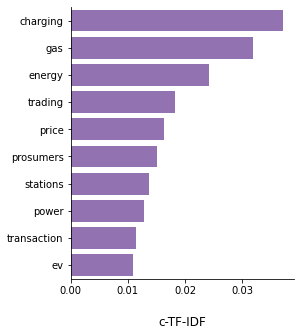 charging
gas
energy
trading
price
prosumers
stations
power
transaction
ev
0.00 0.01 0.02 0.03
c-TF-IDF